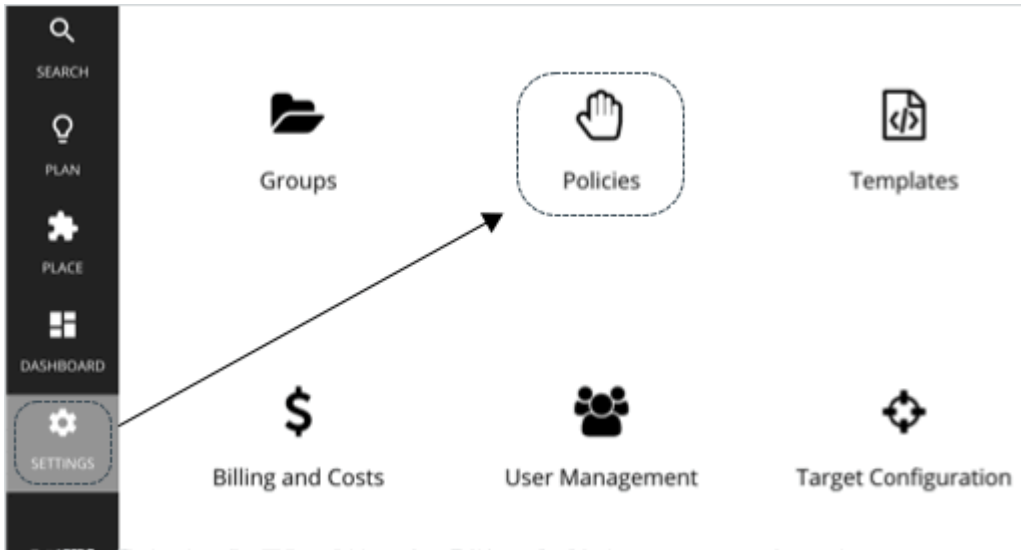 SEARCH
PLAN
PLACE
DASHBOARD
SETTINGS
Groups
Policies
Templates
Billing and Costs
User Management
Target Configuration